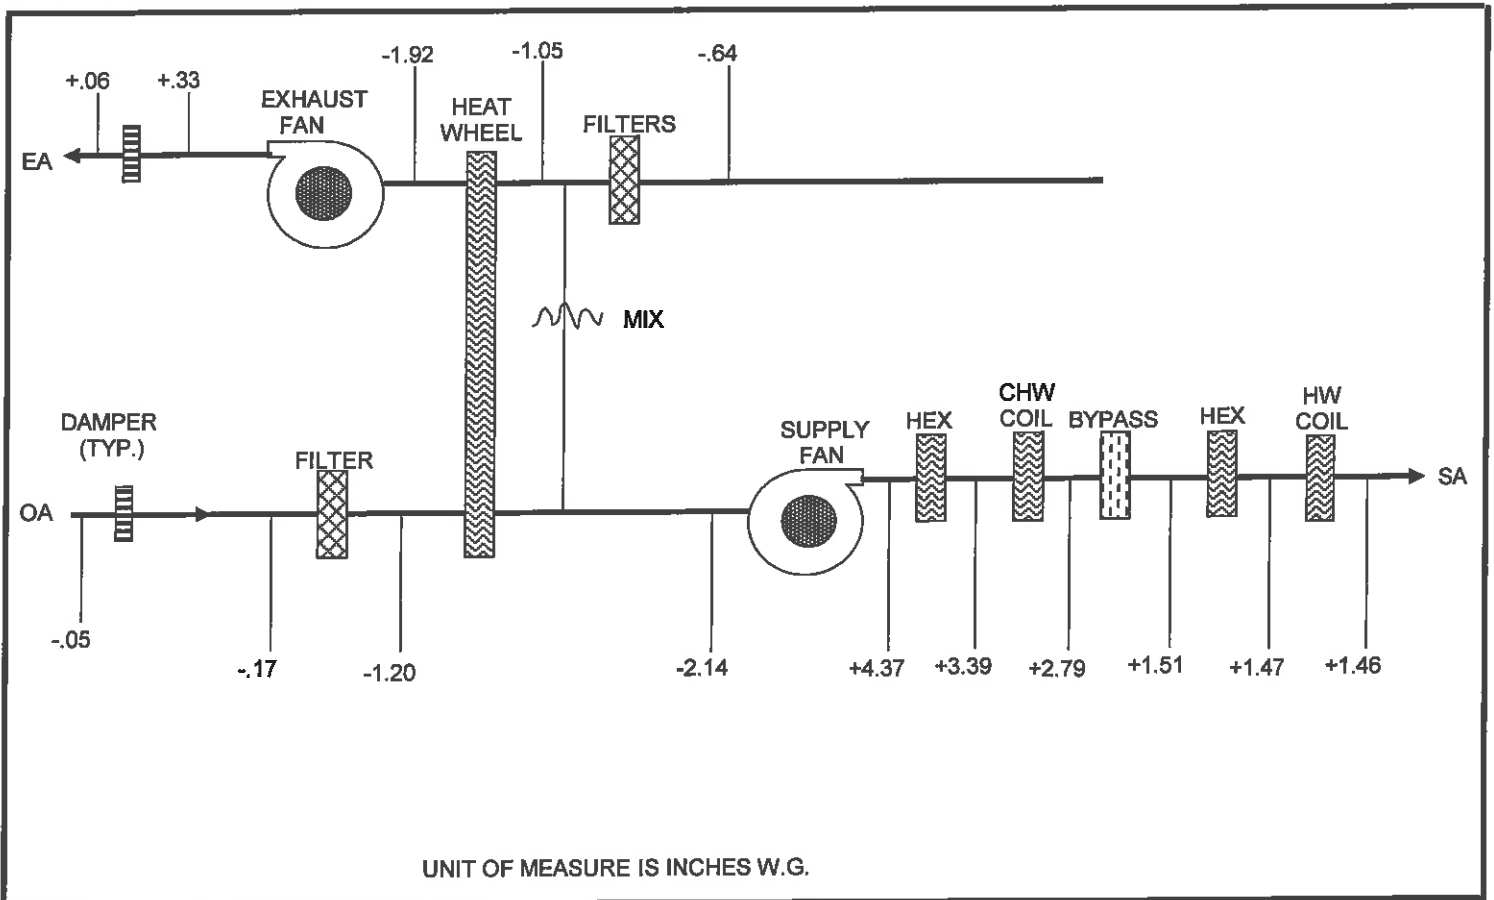 -1.92
-1.05
-.64
+.06
+.33
EXHAUST
FAN
HEAT
WHEEL
FILTERS
EA
MIX
DAMPER
(TYP.)
FILTER
SUPPLY
FAN
HEX
CHW
COIL
BYPASS
HEX
HW
COIL
OA
SA
-.05
-.17
-1.20
-2.14
+4.37
+3.39
+2.79
+1.51
+1.47
+1.46
UNIT OF MEASURE IS INCHES W.G.